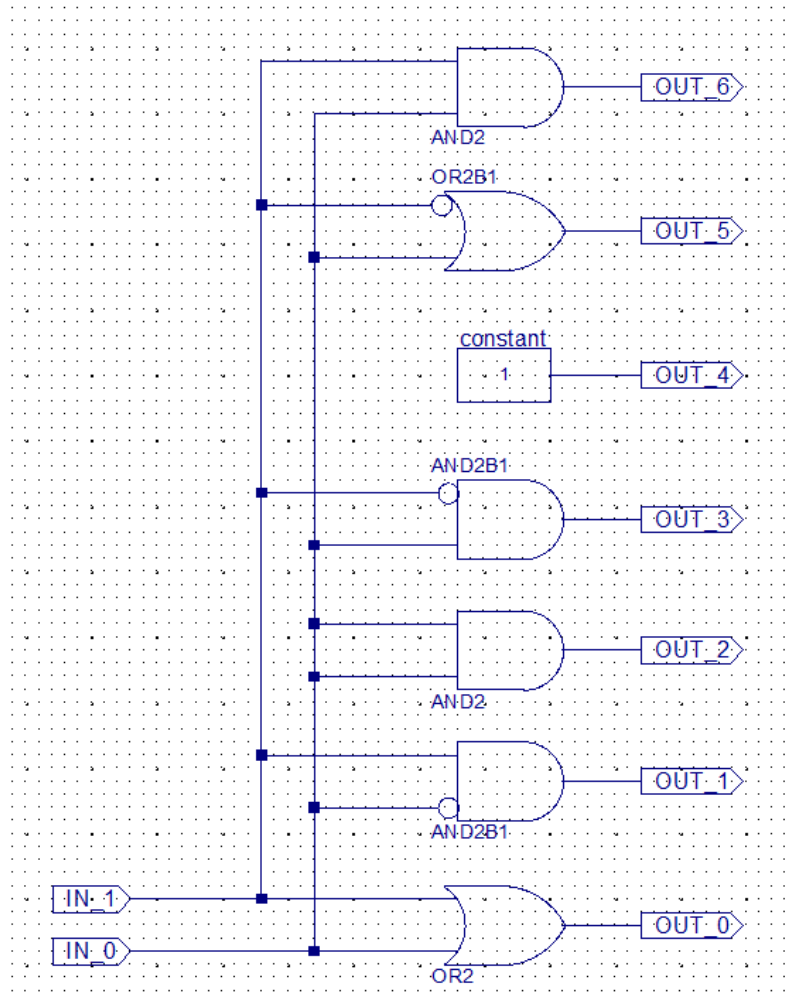 OUT_6
AND2
OR2B1
OUT_5
constant
1
OUT_4
AND2B1
OUT_3
OUT_2
AND2
OUT_1
AND2B1
IN_1
OUT_0
IN_0
OR2